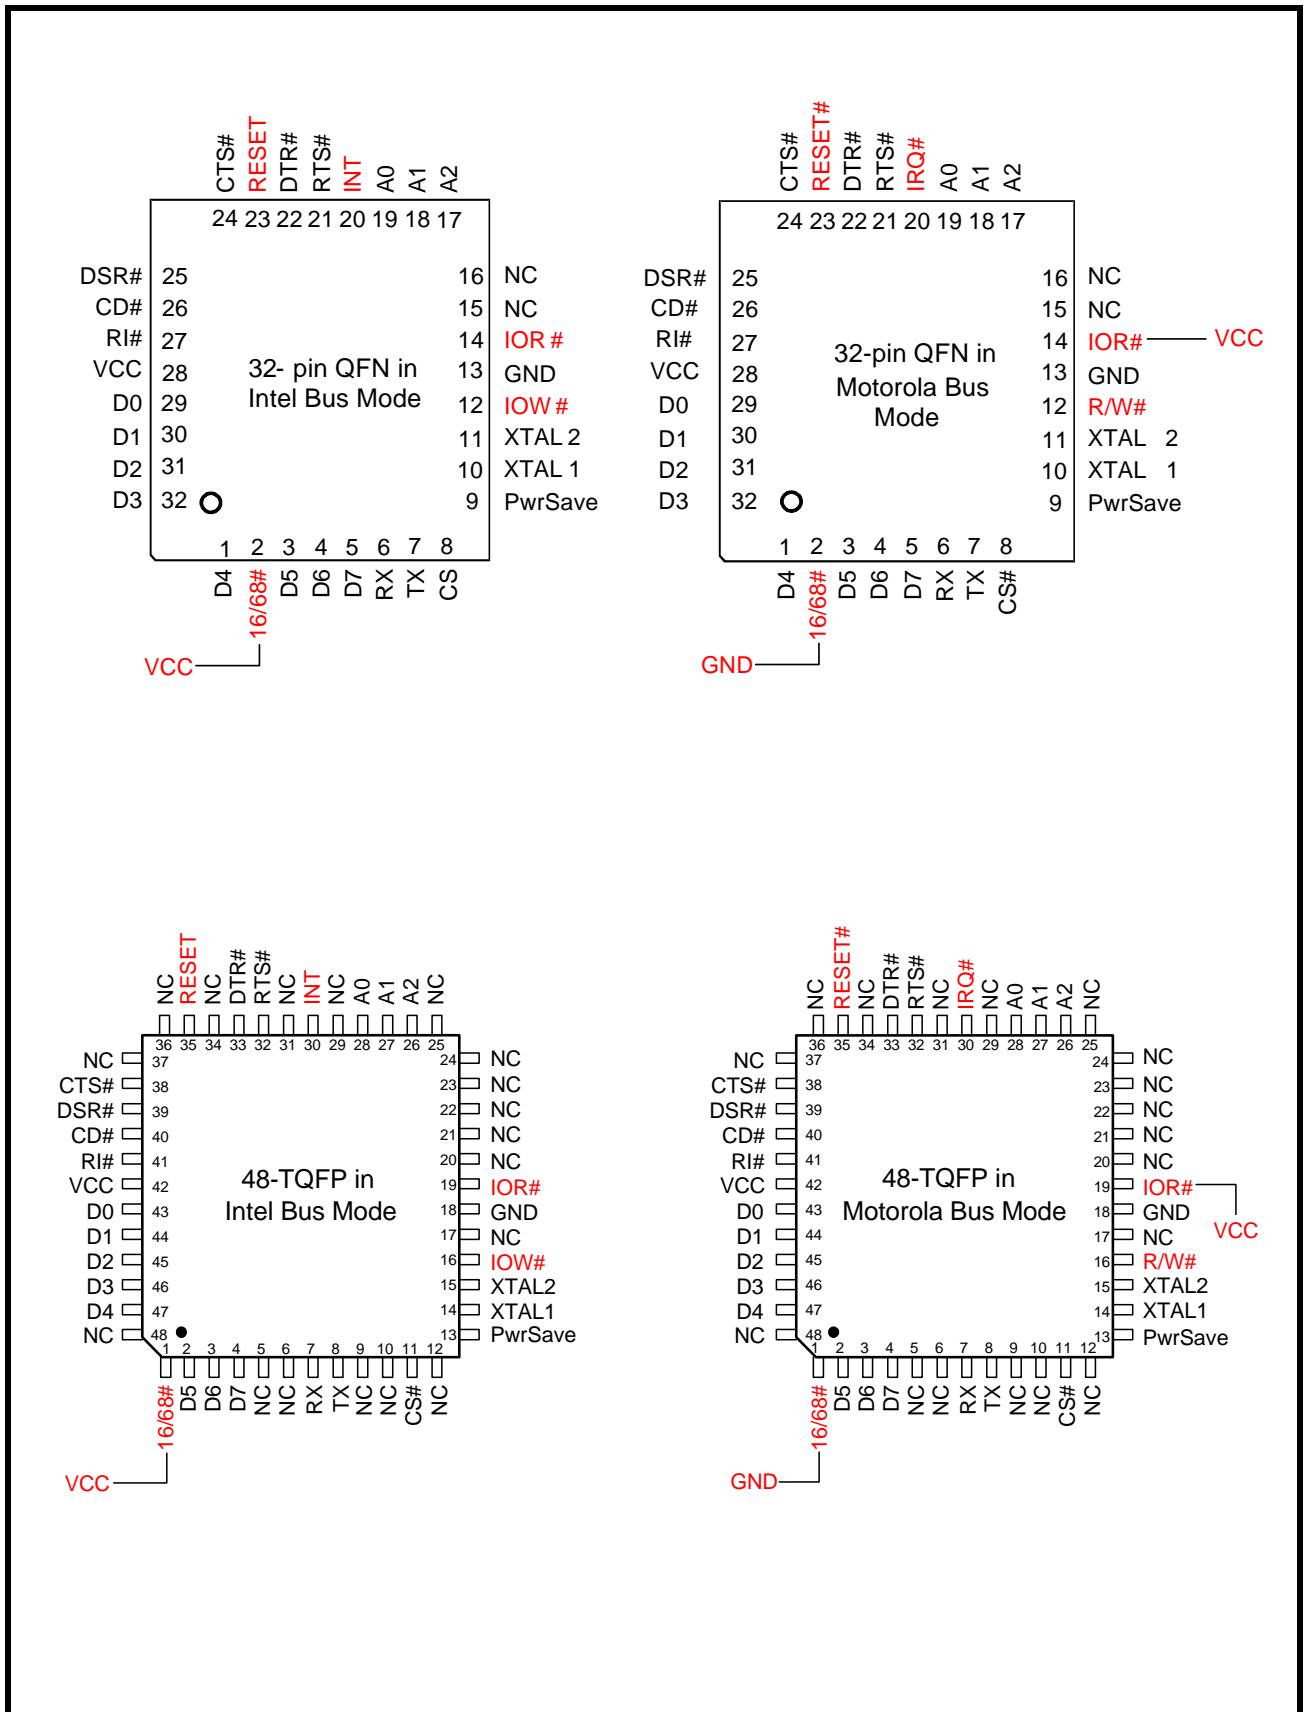 CTS# RESET DTR# RTS# INT A0 A1 A2
24 23 22 21 20 19 18 17
DSR# 25 16 NC
CD# 26 15 NC
RI# 27 14 IOR #
VCC 28 13 GND
D0 29 12 IOW #
D1 30 11 XTAL 2
D2 31 10 XTAL 1
D3 32 9 PwrSave
32- pin QFN in
Intel Bus Mode
1 2 3 4 5 6 7 8
D4 16/68# D5 D6 D7 RX TX CS
VCC
CTS# RESET# DTR# RTS# IRQ# A0 A1 A2
24 23 22 21 20 19 18 17
DSR# 25 16 NC
CD# 26 15 NC
RI# 27 14 IOR# VCC
VCC 28 13 GND
D0 29 12 R/W#
D1 30 11 XTAL 2
D2 31 10 XTAL 1
D3 32 9 PwrSave
32-pin QFN in
Motorola Bus
Mode
1 2 3 4 5 6 7 8
D4 16/68# D5 D6 D7 RX TX CS#
GND
NC RESET NC DTR# RTS# NC INT NC A0 A1 A2 NC
36 35 34 33 32 31 30 29 28 27 26 25
NC 37 24 NC
CTS# 38 23 NC
DSR# 39 22 NC
CD# 40 21 NC
RI# 41 20 NC
VCC 42 19 IOR#
D0 43 18 GND
D1 44 17 NC
D2 45 16 IOW#
D3 46 15 XTAL2
D4 47 14 XTAL1
NC 48 13 PwrSave
48-TQFP in
Intel Bus Mode
1 2 3 4 5 6 7 8 9 10 11 12
16/68# D5 D6 D7 NC NC RX TX NC NC CS# NC
VCC
NC RESET# NC DTR# RTS# NC IRQ# NC A0 A1 A2 NC
36 35 34 33 32 31 30 29 28 27 26 25
NC 37 24 NC
CTS# 38 23 NC
DSR# 39 22 NC
CD# 40 21 NC
RI# 41 20 NC
VCC 42 19 IOR#
D0 43 18 GND
VCC
D1 44 17 NC
D2 45 16 R/W#
D3 46 15 XTAL2
D4 47 14 XTAL1
NC 48 13 PwrSave
48-TQFP in
Motorola Bus Mode
1 2 3 4 5 6 7 8 9 10 11 12
16/68# D5 D6 D7 NC NC RX TX NC NC CS# NC
GND